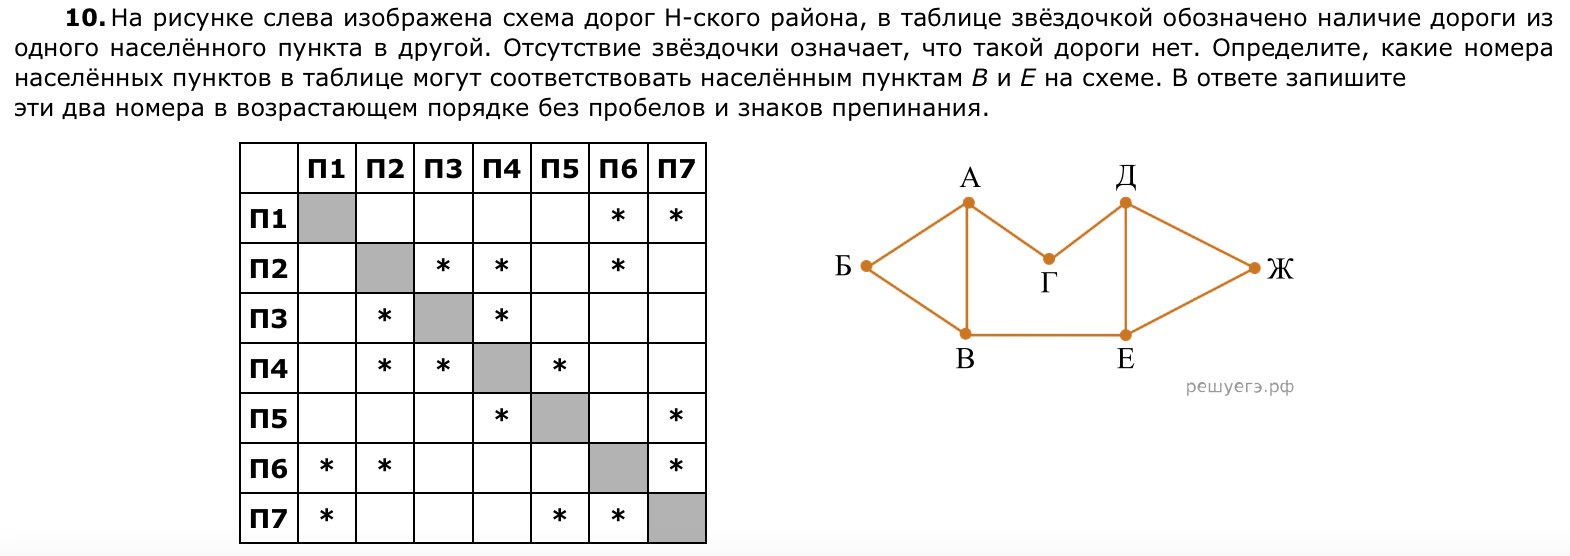 10. На рисунке слева изображена схема дорог Н-ского района, в таблице звёздочкой обозначено наличие дороги из
одного населённого пункта в другой. Отсутствие звёздочки означает, что такой дороги нет. Определите, какие номера
населённых пунктов в таблице могут соответствовать населённым пунктам В и Е на схеме. В ответе запишите
эти два номера в возрастающем порядке без пробелов и знаков препинания.
П1 П2 П3 П4 П5 П6 П7
П1 * *
П2 * * *
П3 * *
П4 * * *
П5 * *
П6 * * *
П7 * * *
А Д
Б Ж
Г
В Е
решуегэ.рф